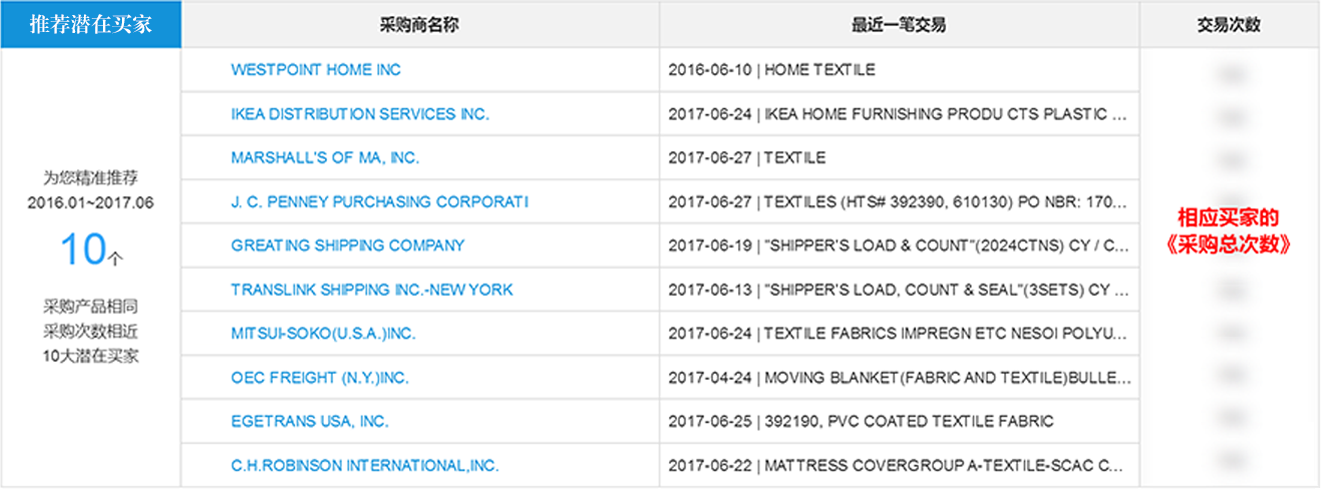 推荐潜在买家 采购商名称 最近一笔交易 交易次数
WESTPOINT HOME INC 2016-06-10 | HOME TEXTILE
IKEA DISTRIBUTION SERVICES INC. 2017-06-24 | IKEA HOME FURNISHING PRODU CTS PLASTIC ...
MARSHALL'S OF MA, INC. 2017-06-27 | TEXTILE
为您精准推荐
2016.01~2017.06
10个
采购产品相同
采购次数相近
10大潜在买家
J. C. PENNEY PURCHASING CORPORATI 2017-06-27 | TEXTILES (HTS# 392390, 610130) PO NBR: 170...
GREATING SHIPPING COMPANY 2017-06-19 | "SHIPPER'S LOAD & COUNT"(2024CTNS) CY / C...
TRANSLINK SHIPPING INC.-NEW YORK 2017-06-13 | "SHIPPER'S LOAD, COUNT & SEAL"(3SETS) CY ...
MITSUI-SOKO(U.S.A.)INC. 2017-06-24 | TEXTILE FABRICS IMPREGN ETC NESOI POLYU...
OEC FREIGHT (N.Y.)INC. 2017-04-24 | MOVING BLANKET(FABRIC AND TEXTILE)BULLE...
EGETRANS USA, INC. 2017-06-25 | 392190, PVC COATED TEXTILE FABRIC
C.H.ROBINSON INTERNATIONAL,INC. 2017-06-22 | MATTRESS COVERGROUP A-TEXTILE-SCAC C...
相应买家的
《采购总次数》